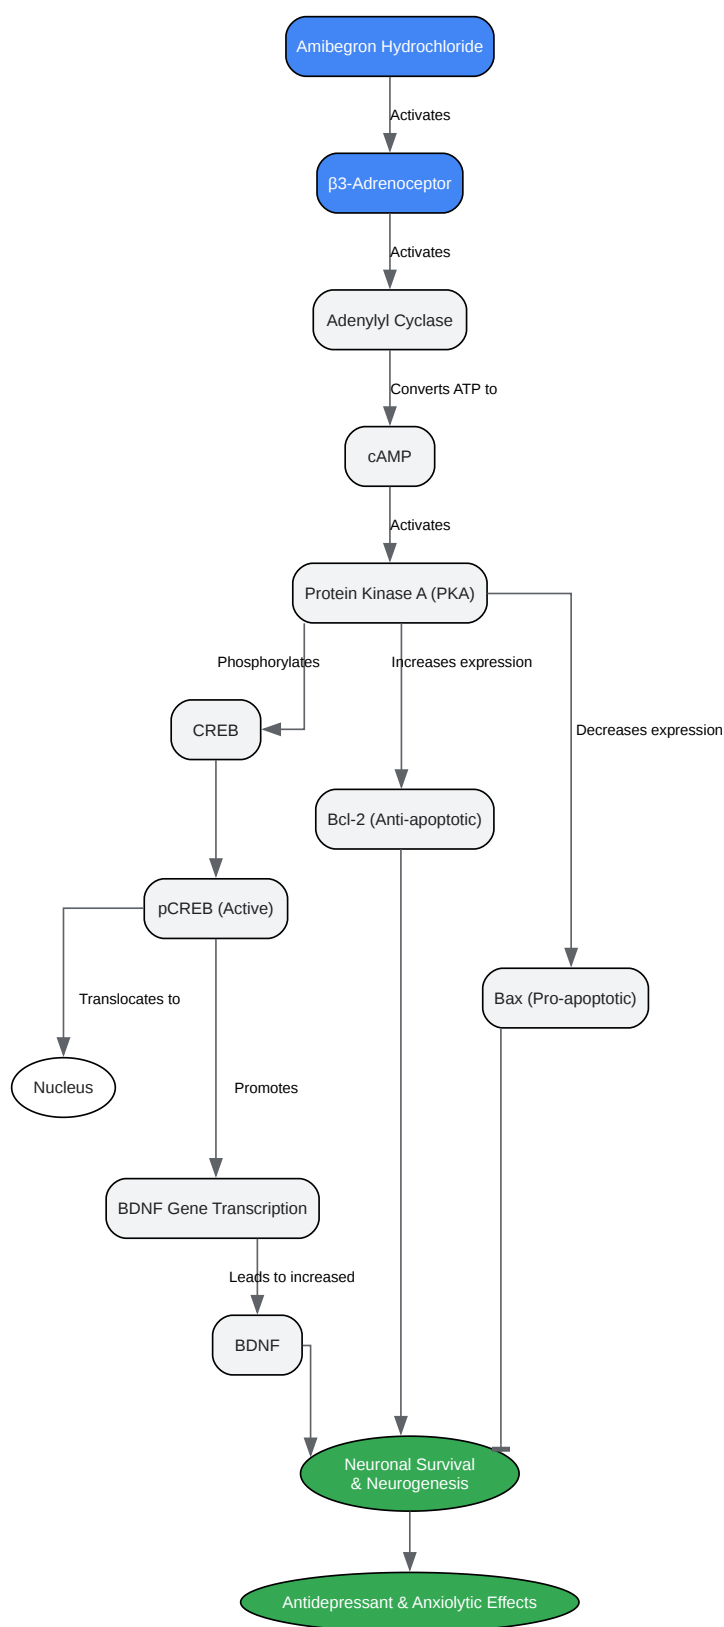 Amibegron Hydrochloride
Activates
β3-Adrenoceptor
Activates
Adenylyl Cyclase
Converts ATP to
cAMP
Activates
Protein Kinase A (PKA)
Phosphorylates
Increases expression
CREB
Decreases expression
Bcl-2 (Anti-apoptotic)
pCREB (Active)
Translocates to
Bax (Pro-apoptotic)
Nucleus
Promotes
BDNF Gene Transcription
Leads to increased
BDNF
Neuronal Survival
& Neurogenesis
Antidepressant & Anxiolytic Effects